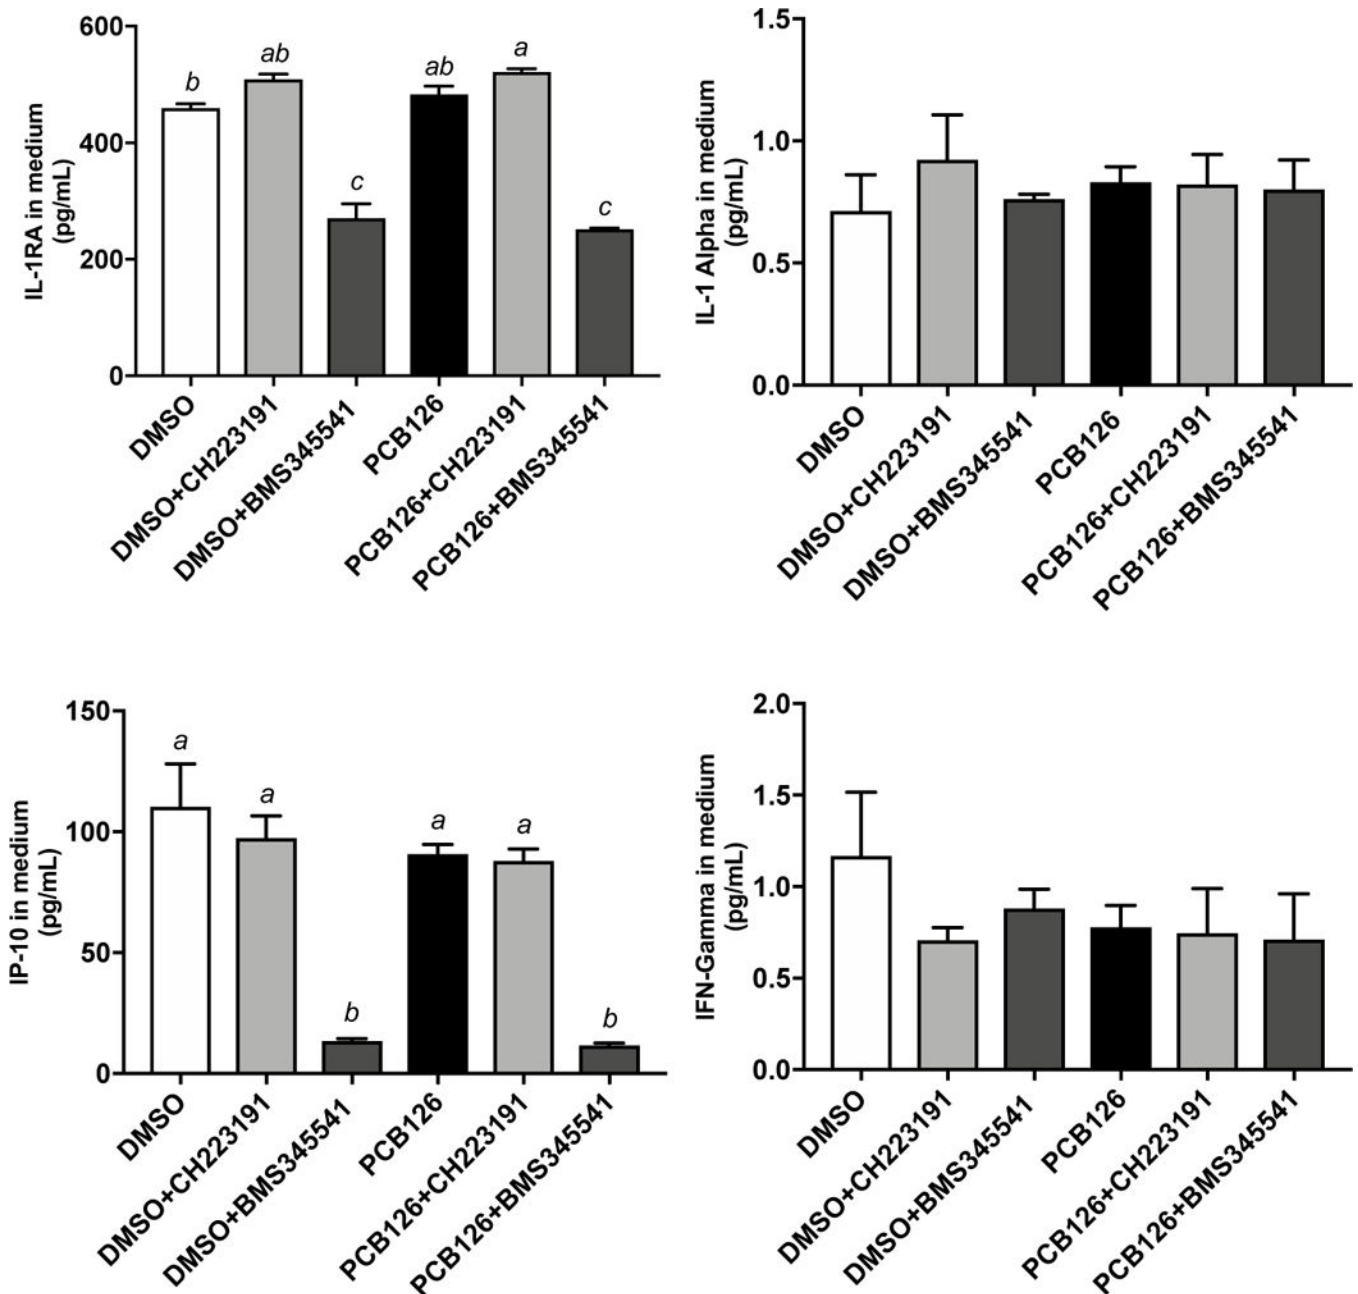 IL-1RA in medium
(pg/mL)
600
400
200
0
b
ab
c
ab
a
c
DMSO
DMSO+CH223191
DMSO+BMS345541
PCB126
PCB126+CH223191
PCB126+BMS345541
IL-1 Alpha in medium
(pg/mL)
1.5
1.0
0.5
0.0
DMSO
DMSO+CH223191
DMSO+BMS345541
PCB126
PCB126+CH223191
PCB126+BMS345541
IP-10 in medium
(pg/mL)
150
100
50
0
a
a
b
a
a
b
DMSO
DMSO+CH223191
DMSO+BMS345541
PCB126
PCB126+CH223191
PCB126+BMS345541
IFN-Gamma in medium
(pg/mL)
2.0
1.5
1.0
0.5
0.0
DMSO
DMSO+CH223191
DMSO+BMS345541
PCB126
PCB126+CH223191
PCB126+BMS345541